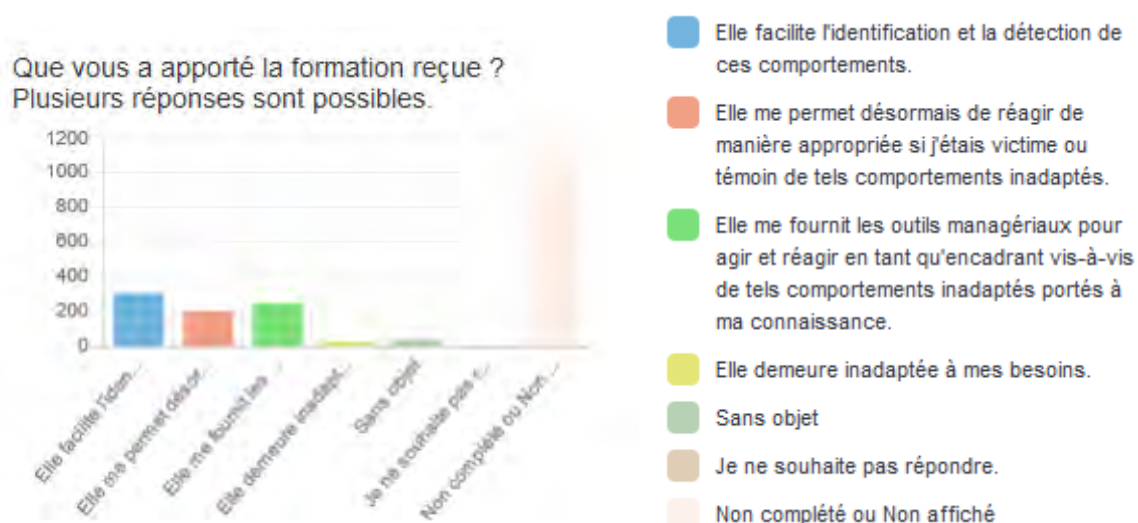 Que vous a apporté la formation reçue ?
Plusieurs réponses sont possibles.
1200
1000
800
600
400
200
0
Elle facilite l'iden...
Elle me permet désor...
Elle me fournit les ...
Elle demeure inadapt...
Sans objet
Je ne souhaite pas r...
Non complété ou Non ...
Elle facilite l'identification et la détection de
ces comportements.
Elle me permet désormais de réagir de
manière appropriée si j'étais victime ou
témoin de tels comportements inadaptés.
Elle me fournit les outils managériaux pour
agir et réagir en tant qu'encadrant vis-à-vis
de tels comportements inadaptés portés à
ma connaissance.
Elle demeure inadaptée à mes besoins.
Sans objet
Je ne souhaite pas répondre.
Non complété ou Non affiché